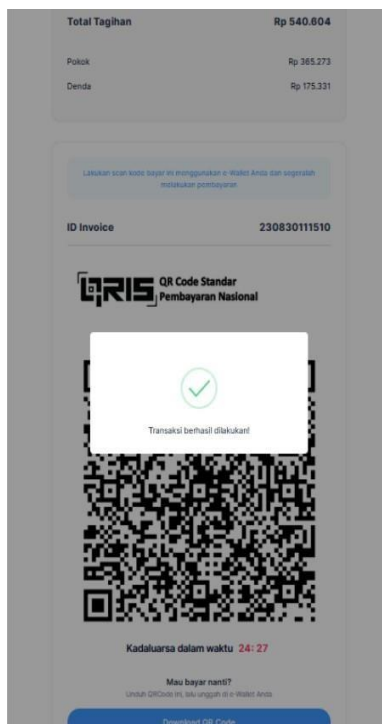 Total Tagihan Rp 540.604
Pokok Rp 365.273
Denda Rp 175.331
Lakukan scan kode bayar ini menggunakan e-Wallet Anda dan segeralah
melakukan pembayaran
ID Invoice 230830111510
QRIS QR Code Standar
Pembayaran Nasional
Transaksi berhasil dilakukan!
Kadaluarsa dalam waktu 24: 27
Mau bayar nanti?
Unduh QRCode ini, lalu unggah di e-Wallet Anda
Download QR Code